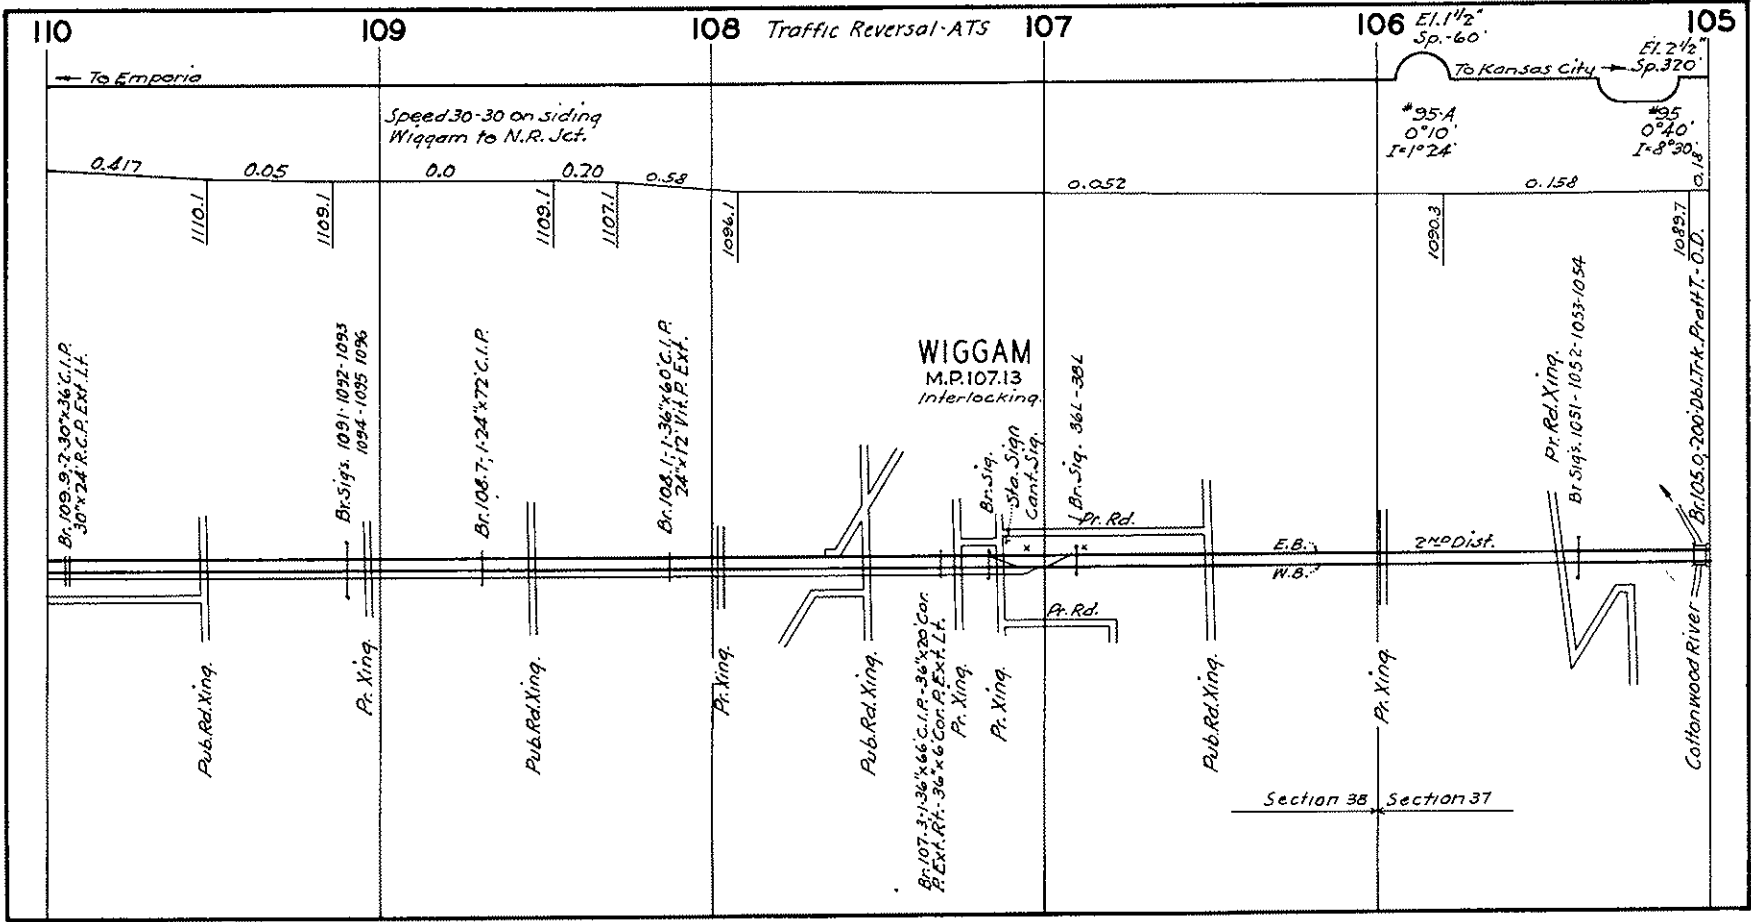 110
109
108
Traffic Reversal-ATS
107
106
El. 1 1/2"
Sp.-60'
105
El. 2 1/2"
Sp. 320'
← To Emporia
To Kansas City →
Speed 30-30 on siding
Wiggam to N.R. Jct.
#95-A
0°10'
I=1°24'
#95
0°40'
I=8°30'
0.417
0.05
0.0
0.20
0.58
0.052
0.158
0.18
1110.1
1109.1
1109.1
1107.1
1096.1
1090.3
1089.7
Br. 109.9,-2-30"x36' C.I.P.
30"x24' R.C.P. Ext. Lt.
Br. Sigs. 1091-1092-1093
1094-1095 1096
Br. 108.7,-1-24"x72' C.I.P.
Br. 108.1,-1-36"x60' C.I.P.
24"x12' Vit. P. Ext.
WIGGAM
M.P. 107.13
Interlocking.
Br. Sig.
Sta. Sign
Cant. Sig.
Br. Sig. 36L-38L
Pr. Rd.
Pr. Rd. Xing.
Br Sigs. 1051-1052-1053-1054
Br. 105.0,-200' Dbl. Trk. Pratt T.-O.D.
E.B.
2ND Dist.
W.B.
Pr. Rd.
Pub. Rd. Xing.
Pr. Xing.
Pub. Rd. Xing.
Pr. Xing.
Pub. Rd. Xing.
Br. 107.3,-1-36"x66' C.I.P.-36"x20' Cor.
P. Ext. Rt.-36"x6' Cor. P. Ext. Lt.
Pr. Xing.
Pr. Xing.
Pub. Rd. Xing.
Pr. Xing.
Cottonwood River
Section 38
Section 37